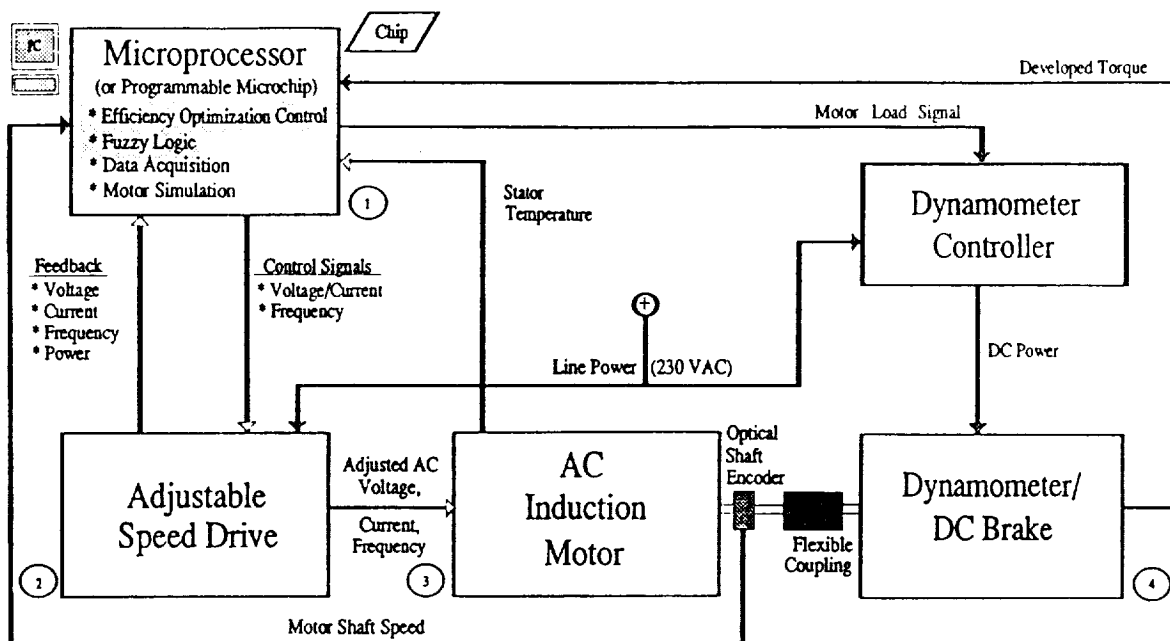 PC
Chip
Microprocessor
(or Programmable Microchip)
* Efficiency Optimization Control
* Fuzzy Logic
* Data Acquisition
* Motor Simulation
1
Developed Torque
Motor Load Signal
Stator
Temperature
Dynamometer
Controller
Feedback
* Voltage
* Current
* Frequency
* Power
Control Signals
* Voltage/Current
* Frequency
+
Line Power (230 VAC)
DC Power
Adjustable
Speed Drive
2
Adjusted AC
Voltage,
Current,
Frequency
3
AC
Induction
Motor
Optical
Shaft
Encoder
Flexible
Coupling
Dynamometer/
DC Brake
4
Motor Shaft Speed